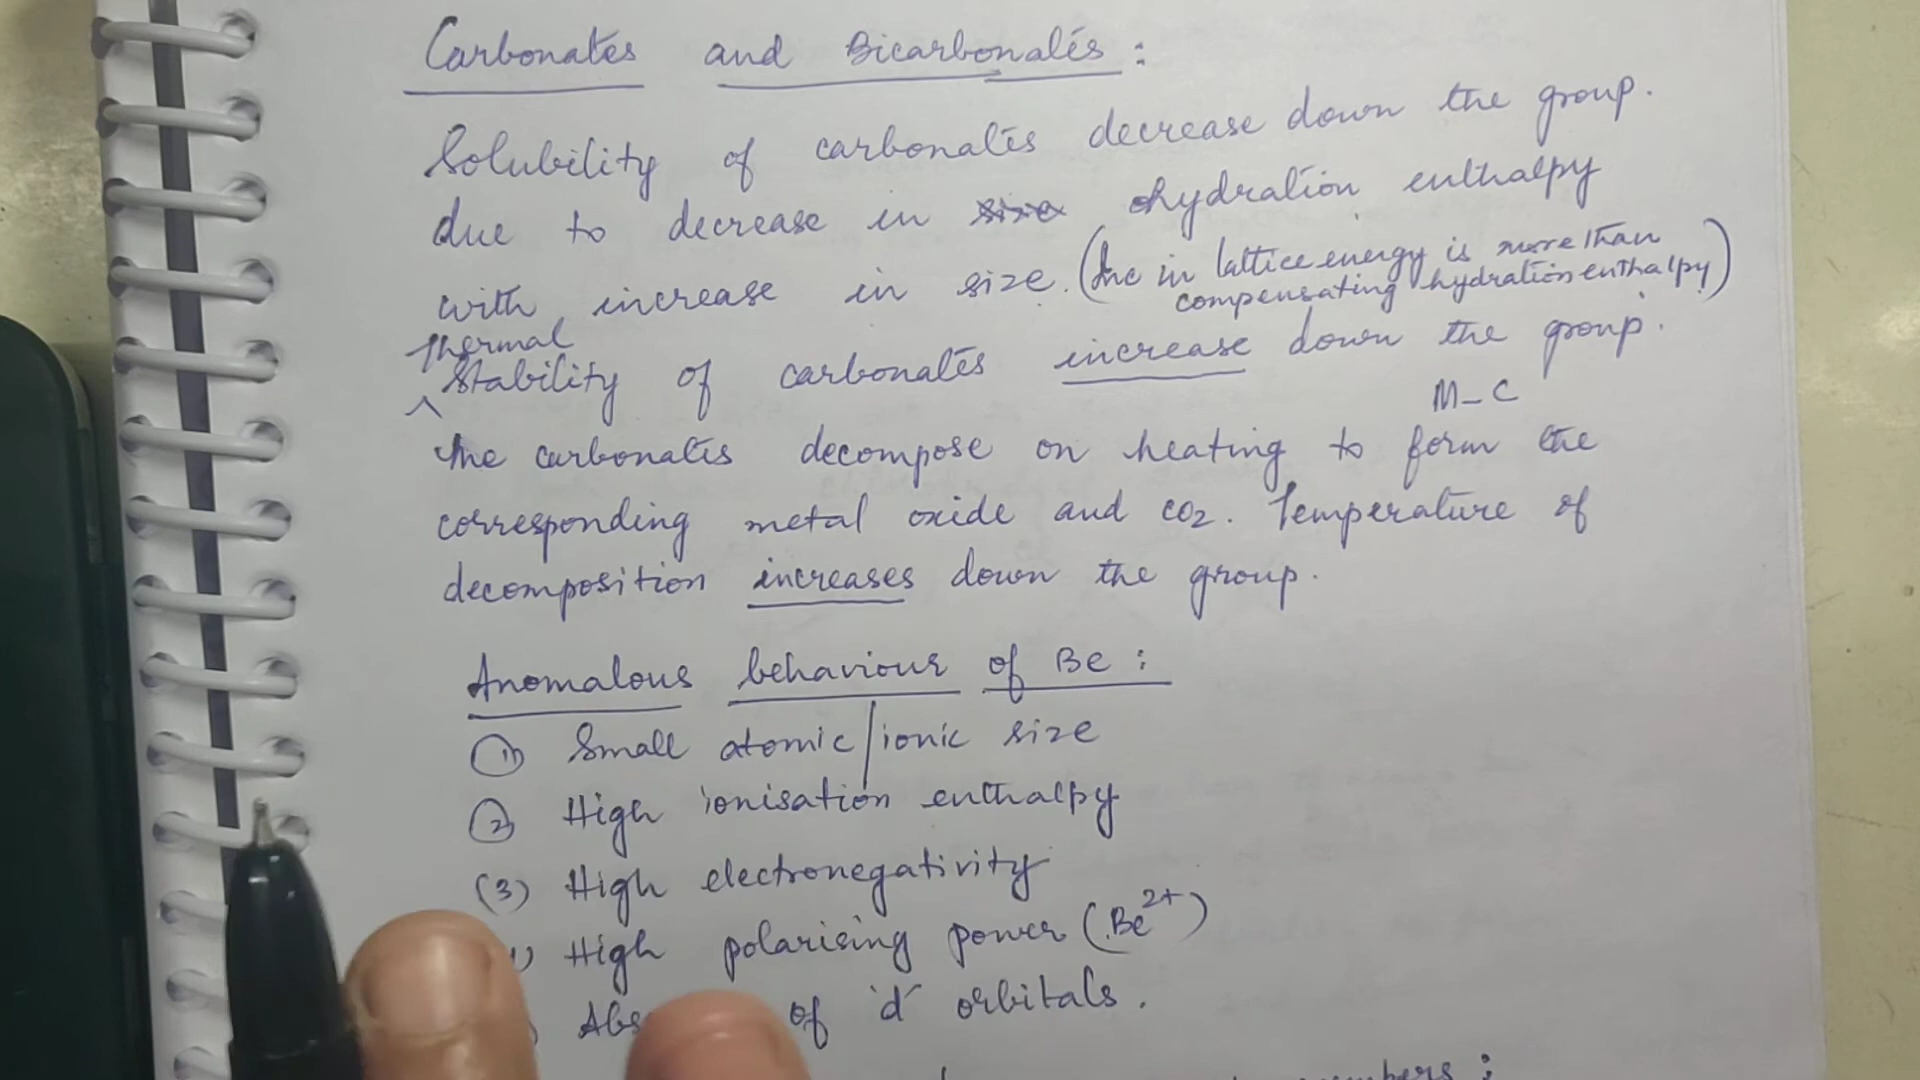 Carbonates and Bicarbonates :
Solubility of carbonates decrease down the group.
due to decrease in size hydration enthalpy
with increase in size. (Inc in lattice energy is more than
compensating hydration enthalpy)
Thermal
Stability of carbonates increase down the group.
M-C
The carbonates decompose on heating to form the
corresponding metal oxide and CO2. Temperature of
decomposition increases down the group.
Anomalous behaviour of Be :
① Small atomic/ionic size
② High ionisation enthalpy
(3) High electronegativity
High polarising power (Be2+)
of 'd' orbitals.